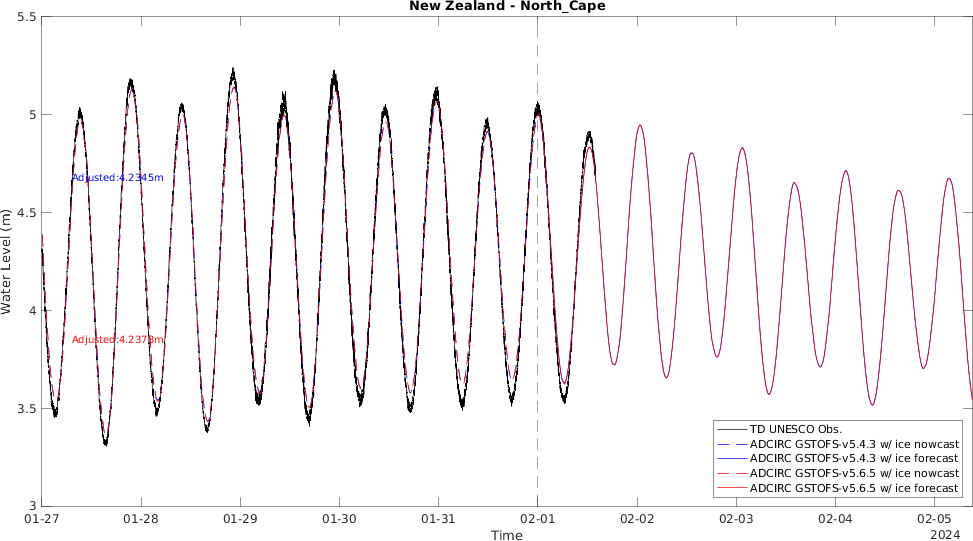 New Zealand - North_Cape
5.5
5
4.5
4
3.5
3
Water Level (m)
Adjusted:4.2345m
Adjusted:4.2373m
TD UNESCO Obs.
ADCIRC GSTOFS-v5.4.3 w/ ice nowcast
ADCIRC GSTOFS-v5.4.3 w/ ice forecast
ADCIRC GSTOFS-v5.6.5 w/ ice nowcast
ADCIRC GSTOFS-v5.6.5 w/ ice forecast
01-27 01-28 01-29 01-30 01-31 02-01 02-02 02-03 02-04 02-05
Time
2024